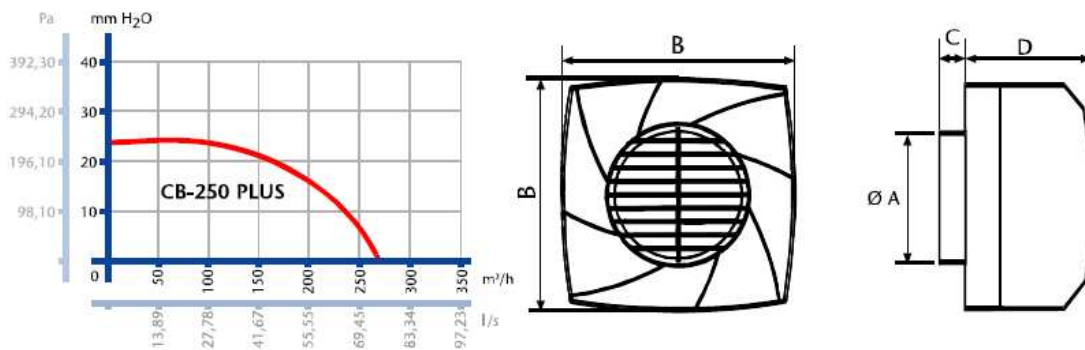 Pa mm H₂O
392,30 40
294,20 30
196,10 20
98,10 10
CB-250 PLUS
0 50 100 150 200 250 300 350 m³/h
13,89 27,78 41,67 55,55 69,45 83,34 97,23 l/s
B
B
C D
Ø A